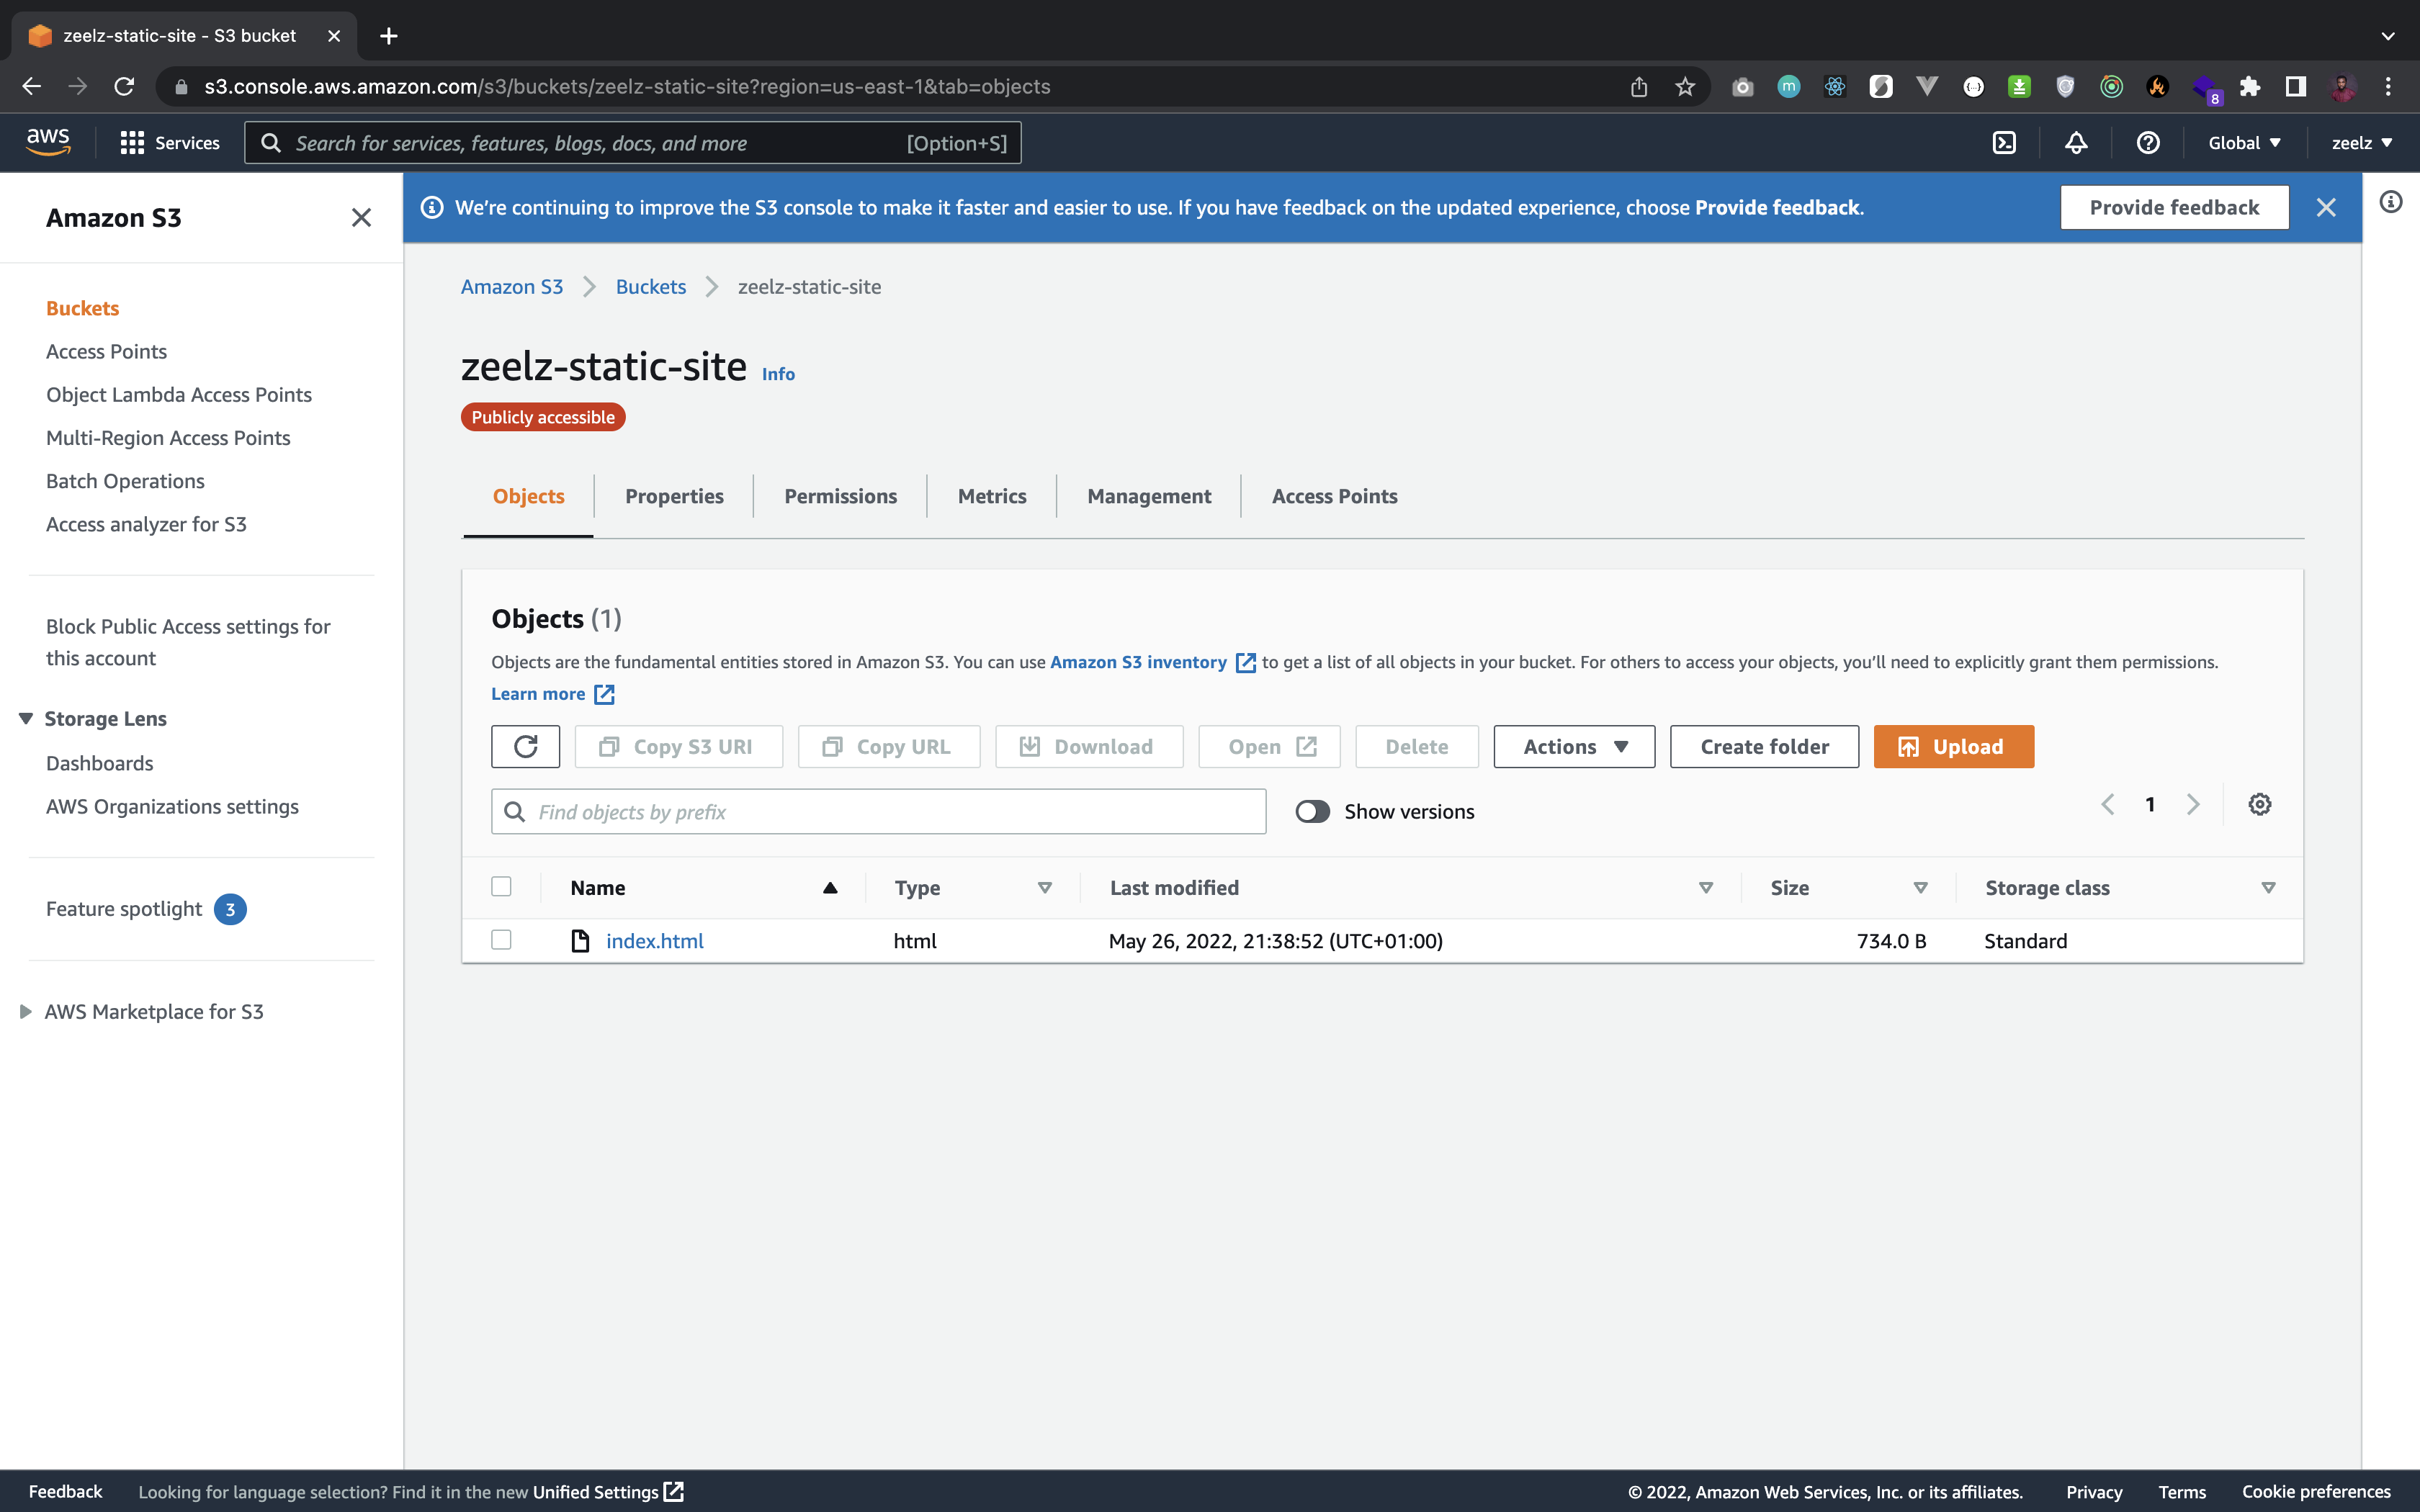 zeelz-static-site - S3 bucket
s3.console.aws.amazon.com/s3/buckets/zeelz-static-site?region=us-east-1&tab=objects
m
8
aws
Services
Search for services, features, blogs, docs, and more
[Option+S]
Global
zeelz
Amazon S3
Buckets
Access Points
Object Lambda Access Points
Multi-Region Access Points
Batch Operations
Access analyzer for S3
Block Public Access settings for
this account
Storage Lens
Dashboards
AWS Organizations settings
Feature spotlight 3
AWS Marketplace for S3
We're continuing to improve the S3 console to make it faster and easier to use. If you have feedback on the updated experience, choose Provide feedback.
Provide feedback
Amazon S3 > Buckets > zeelz-static-site
zeelz-static-site Info
Publicly accessible
Objects Properties Permissions Metrics Management Access Points
Objects (1)
Objects are the fundamental entities stored in Amazon S3. You can use Amazon S3 inventory to get a list of all objects in your bucket. For others to access your objects, you'll need to explicitly grant them permissions.
Learn more
Copy S3 URI Copy URL Download Open Delete Actions Create folder Upload
Find objects by prefix Show versions 1
Name Type Last modified Size Storage class
index.html html May 26, 2022, 21:38:52 (UTC+01:00) 734.0 B Standard
Feedback Looking for language selection? Find it in the new Unified Settings © 2022, Amazon Web Services, Inc. or its affiliates. Privacy Terms Cookie preferences